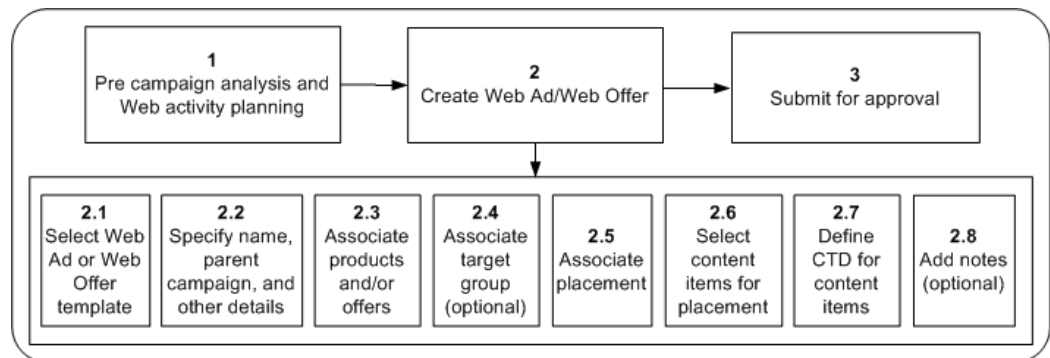 1
Pre campaign analysis and
Web activity planning
2
Create Web Ad/Web Offer
3
Submit for approval
2.1
Select Web
Ad or Web
Offer
template
2.2
Specify name,
parent
campaign, and
other details
2.3
Associate
products
and/or
offers
2.4
Associate
target
group
(optional)
2.5
Associate
placement
2.6
Select
content
items for
placement
2.7
Define
CTD for
content
items
2.8
Add notes
(optional)